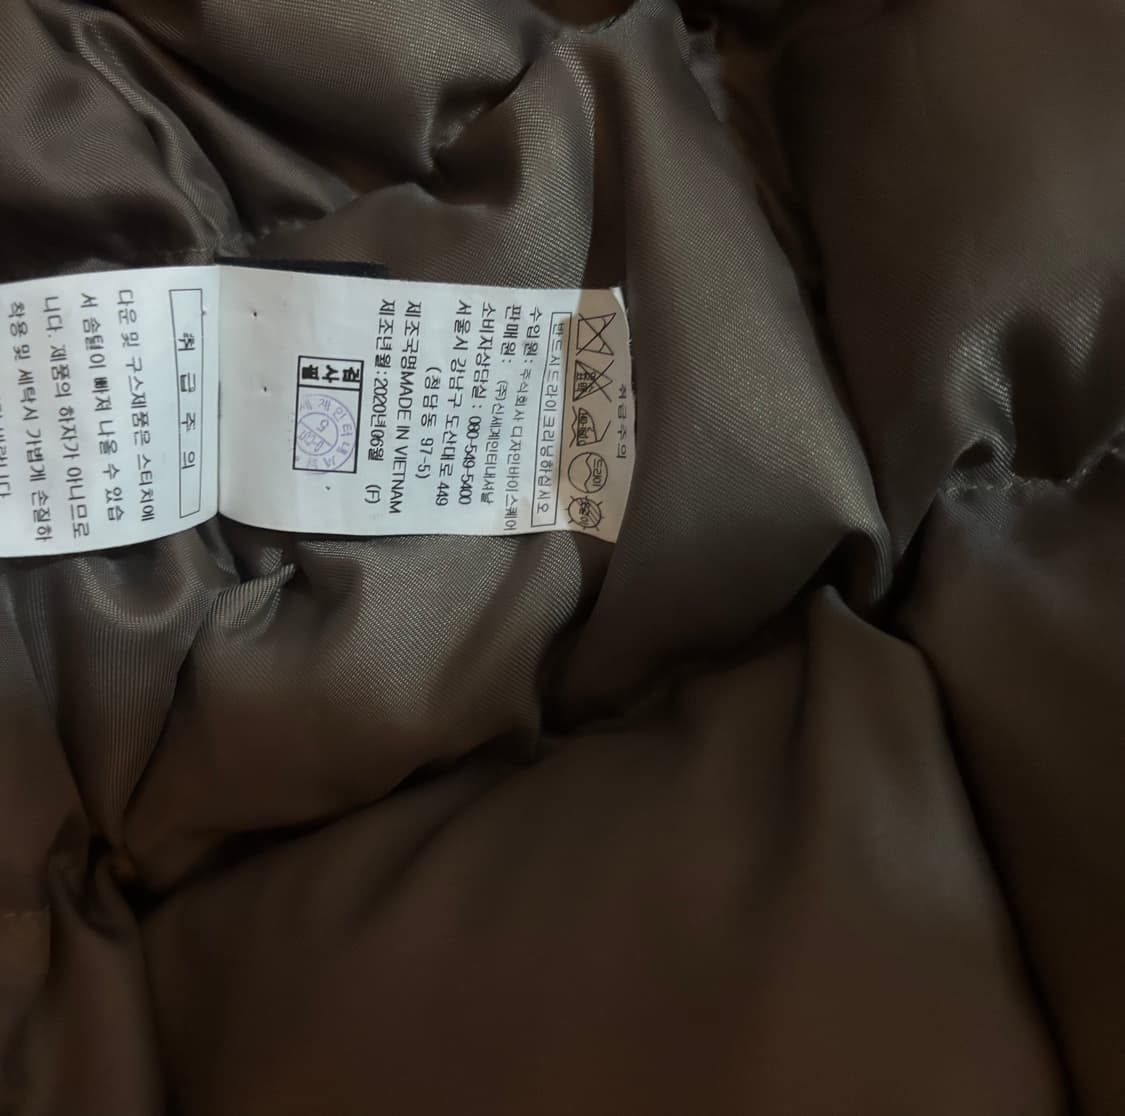 취급주의
드라이
반드시 드라이 크리닝 하십시오
수입원 : 주식회사 디자인바이스퀘어
판매원 : (주)신세계인터내셔날
소비자상담실 : 080-549-5400
서울시 강남구 도산대로 449
(청담동 97-5)
제조국명MADE IN VIETNAM
제조년월 : 2020년06월 (F)
검사필
취 급 주 의
다운 및 구스제품은 스티치에
서 솜털이 빠져 나올 수 있습
니다. 제품의 하자가 아니므로
착용 및 세탁시 가볍게 손질하